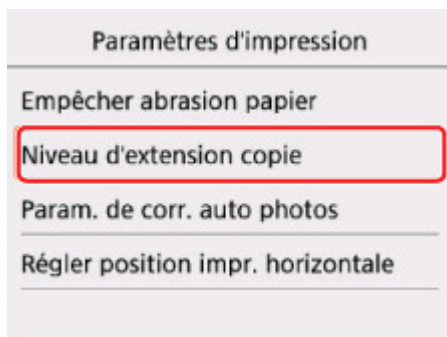 Paramètres d'impression
Empêcher abrasion papier
Niveau d'extension copie
Param. de corr. auto photos
Régler position impr. horizontale